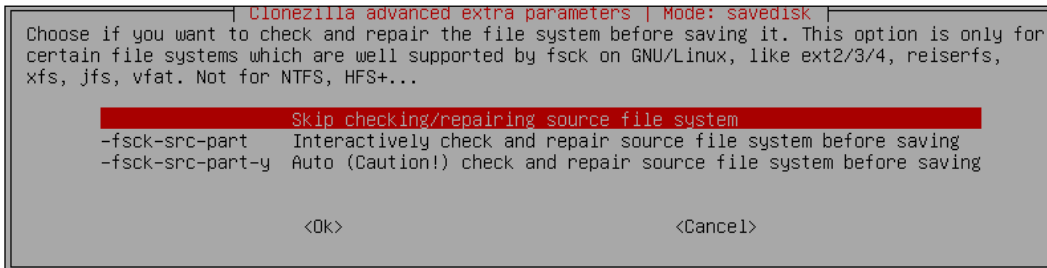 Clonezilla advanced extra parameters | Mode: savedisk
Choose if you want to check and repair the file system before saving it. This option is only for
certain file systems which are well supported by fsck on GNU/Linux, like ext2/3/4, reiserfs,
xfs, jfs, vfat. Not for NTFS, HFS+...
Skip checking/repairing source file system
-fsck-src-part Interactively check and repair source file system before saving
-fsck-src-part-y Auto (Caution!) check and repair source file system before saving
<Ok> <Cancel>